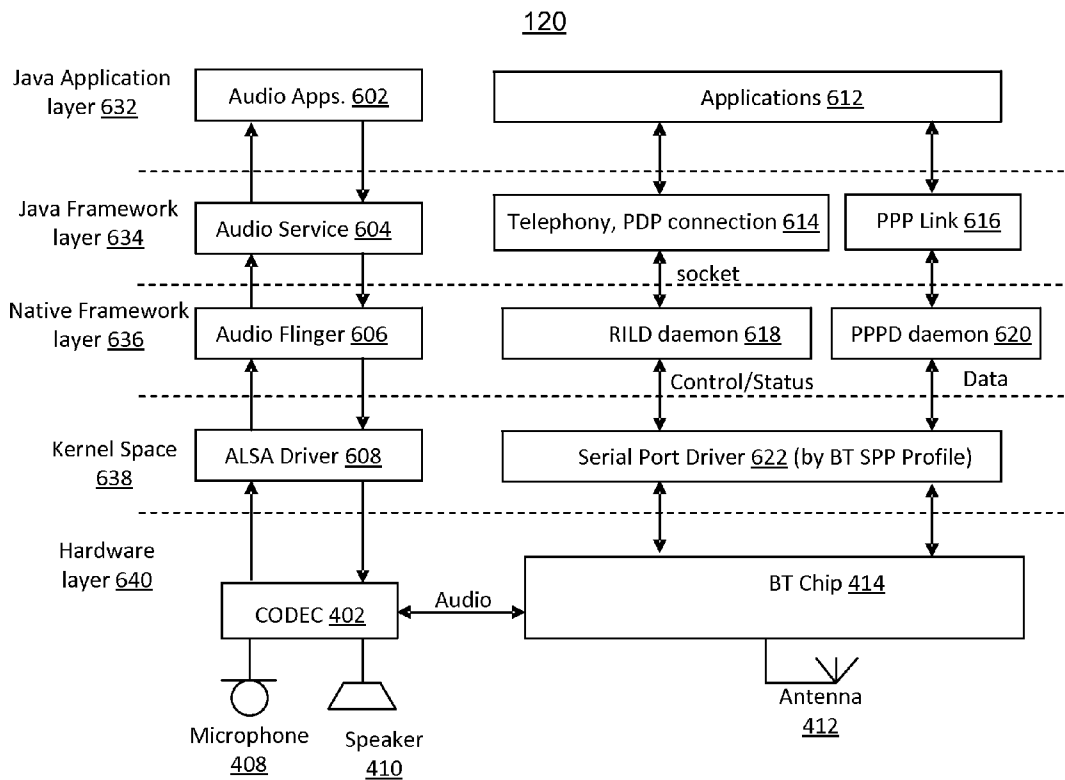 120
Java Application
layer 632
Audio Apps. 602
Applications 612
Java Framework
layer 634
Audio Service 604
Telephony, PDP connection 614
PPP Link 616
socket
Native Framework
layer 636
Audio Flinger 606
RILD daemon 618
PPPD daemon 620
Control/Status
Data
Kernel Space
638
ALSA Driver 608
Serial Port Driver 622 (by BT SPP Profile)
Hardware
layer 640
CODEC 402
Audio
BT Chip 414
Microphone
408
Speaker
410
Antenna
412